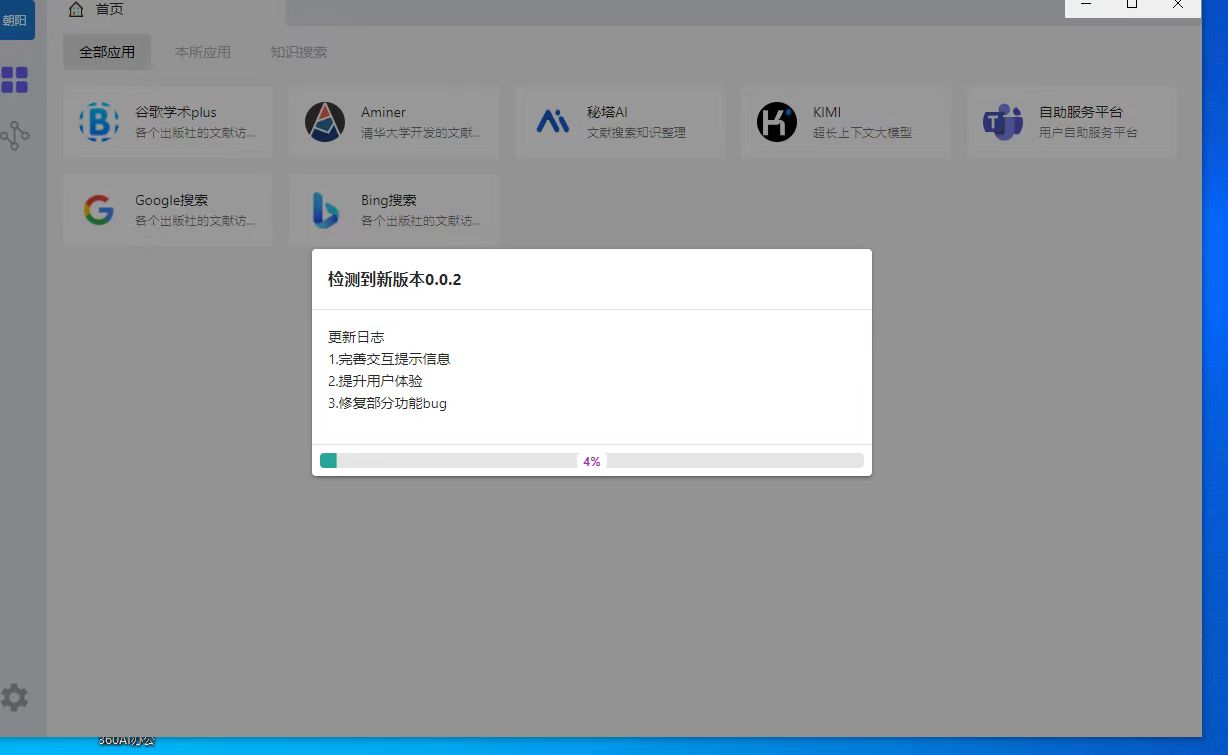 朝阳
首页
全部应用 本所应用 知识搜索
谷歌学术plus
各个出版社的文献访...
Aminer
清华大学开发的文献...
秘塔AI
文献搜索知识整理
KIMI
超长上下文大模型
自助服务平台
用户自助服务平台
Google搜索
各个出版社的文献访...
Bing搜索
各个出版社的文献访...
检测到新版本0.0.2
更新日志
1.完善交互提示信息
2.提升用户体验
3.修复部分功能bug
4%
360AI办公